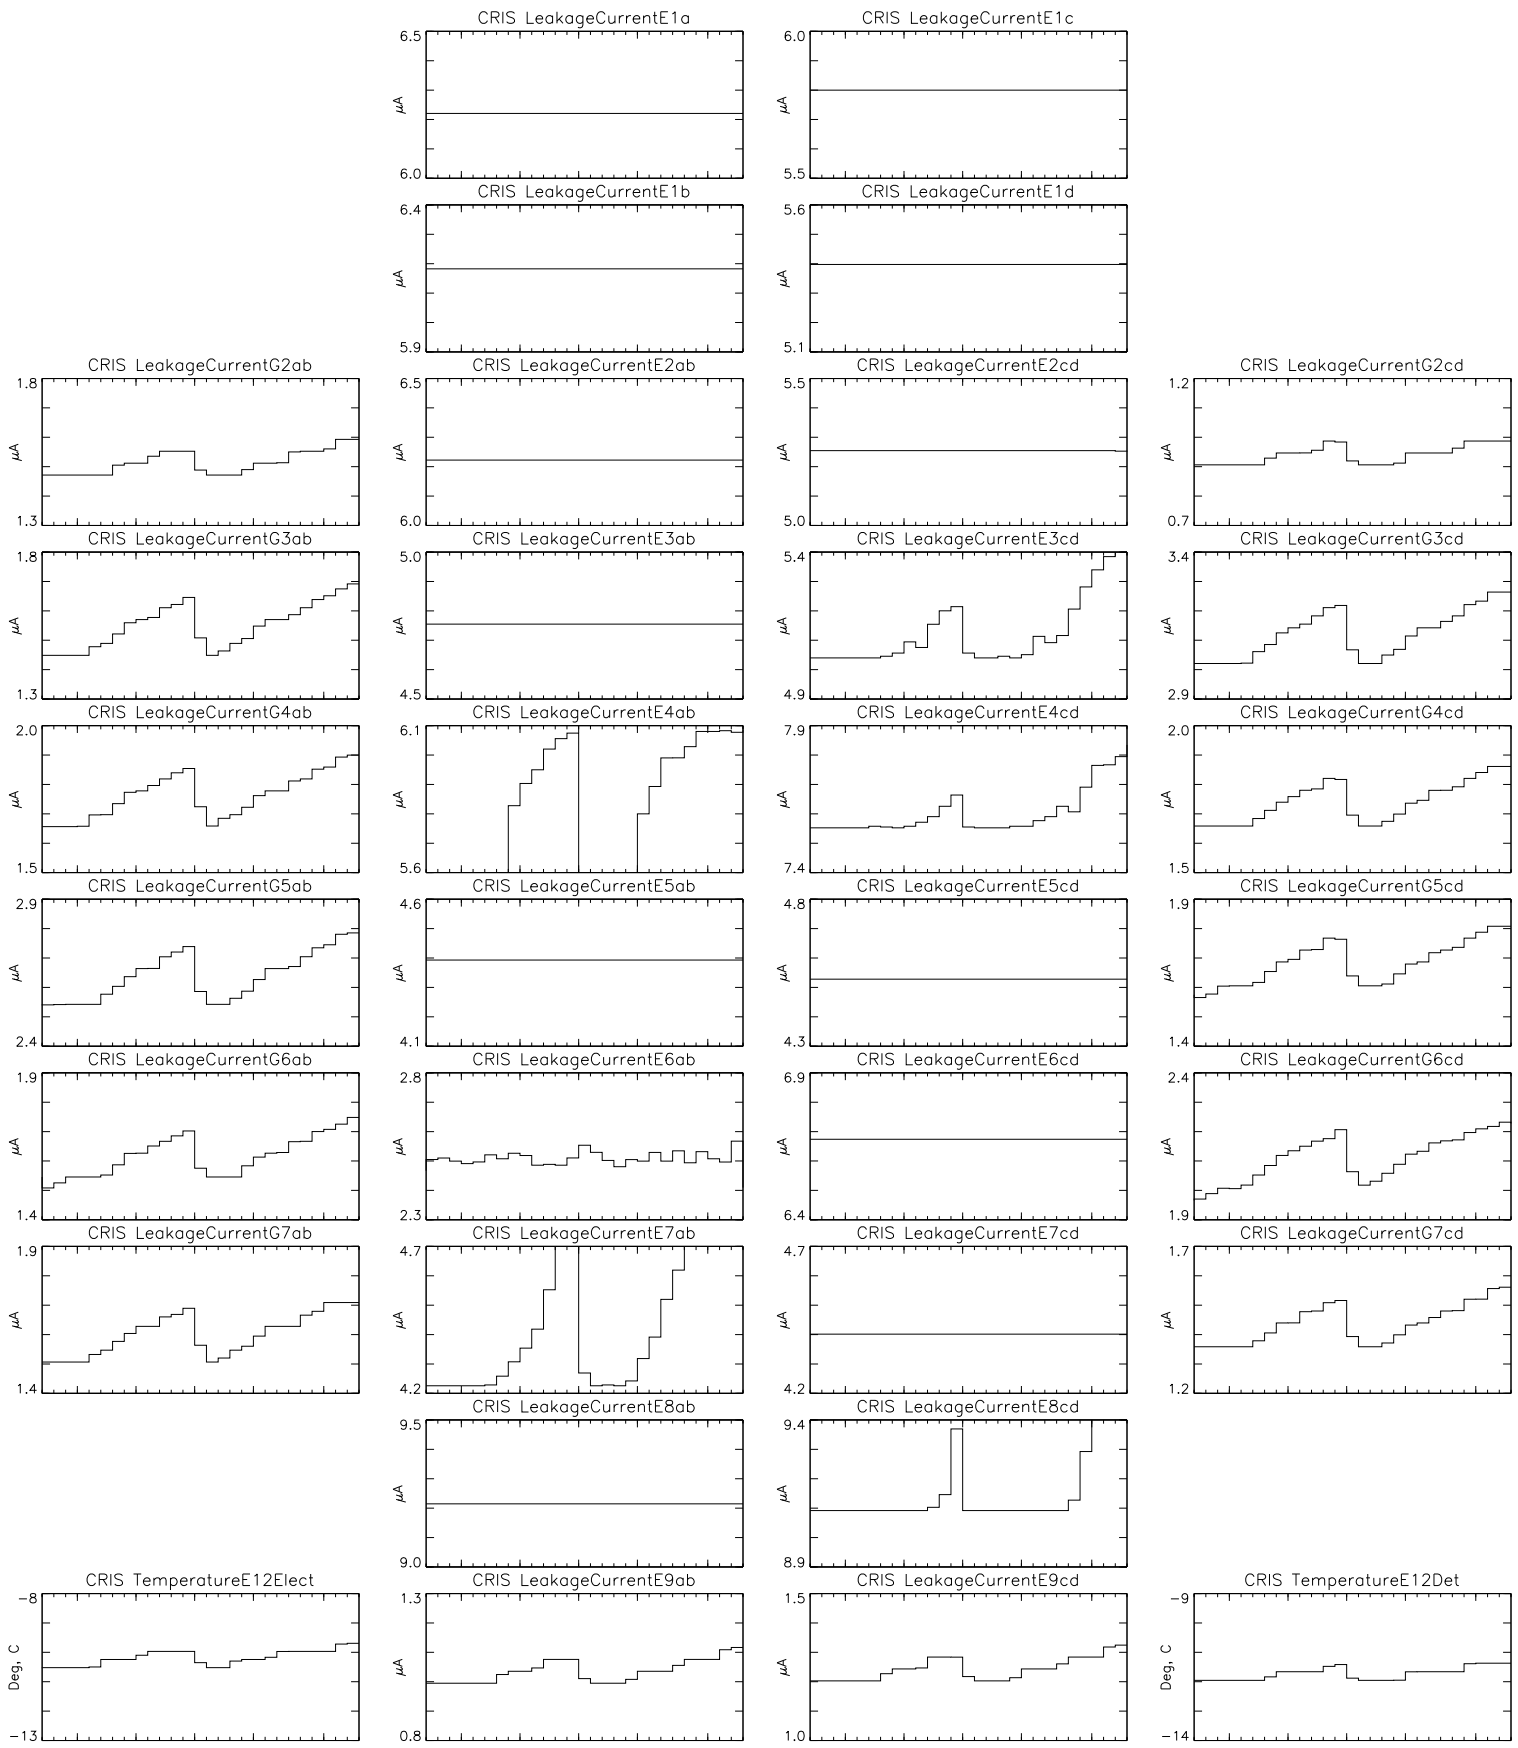 CRIS LeakageCurrentE1a
6.5
μA
6.0
CRIS LeakageCurrentE1c
6.0
μA
5.5
CRIS LeakageCurrentE1b
6.4
μA
5.9
CRIS LeakageCurrentE1d
5.6
μA
5.1
CRIS LeakageCurrentG2ab
1.8
μA
1.3
CRIS LeakageCurrentE2ab
6.5
μA
6.0
CRIS LeakageCurrentE2cd
5.5
μA
5.0
CRIS LeakageCurrentG2cd
1.2
μA
0.7
CRIS LeakageCurrentG3ab
1.8
μA
1.3
CRIS LeakageCurrentE3ab
5.0
μA
4.5
CRIS LeakageCurrentE3cd
5.4
μA
4.9
CRIS LeakageCurrentG3cd
3.4
μA
2.9
CRIS LeakageCurrentG4ab
2.0
μA
1.5
CRIS LeakageCurrentE4ab
6.1
μA
5.6
CRIS LeakageCurrentE4cd
7.9
μA
7.4
CRIS LeakageCurrentG4cd
2.0
μA
1.5
CRIS LeakageCurrentG5ab
2.9
μA
2.4
CRIS LeakageCurrentE5ab
4.6
μA
4.1
CRIS LeakageCurrentE5cd
4.8
μA
4.3
CRIS LeakageCurrentG5cd
1.9
μA
1.4
CRIS LeakageCurrentG6ab
1.9
μA
1.4
CRIS LeakageCurrentE6ab
2.8
μA
2.3
CRIS LeakageCurrentE6cd
6.9
μA
6.4
CRIS LeakageCurrentG6cd
2.4
μA
1.9
CRIS LeakageCurrentG7ab
1.9
μA
1.4
CRIS LeakageCurrentE7ab
4.7
μA
4.2
CRIS LeakageCurrentE7cd
4.7
μA
4.2
CRIS LeakageCurrentG7cd
1.7
μA
1.2
CRIS LeakageCurrentE8ab
9.5
μA
9.0
CRIS LeakageCurrentE8cd
9.4
μA
8.9
CRIS TemperatureE12Elect
-8
Deg, C
-13
CRIS LeakageCurrentE9ab
1.3
μA
0.8
CRIS LeakageCurrentE9cd
1.5
μA
1.0
CRIS TemperatureE12Det
-9
Deg, C
-14